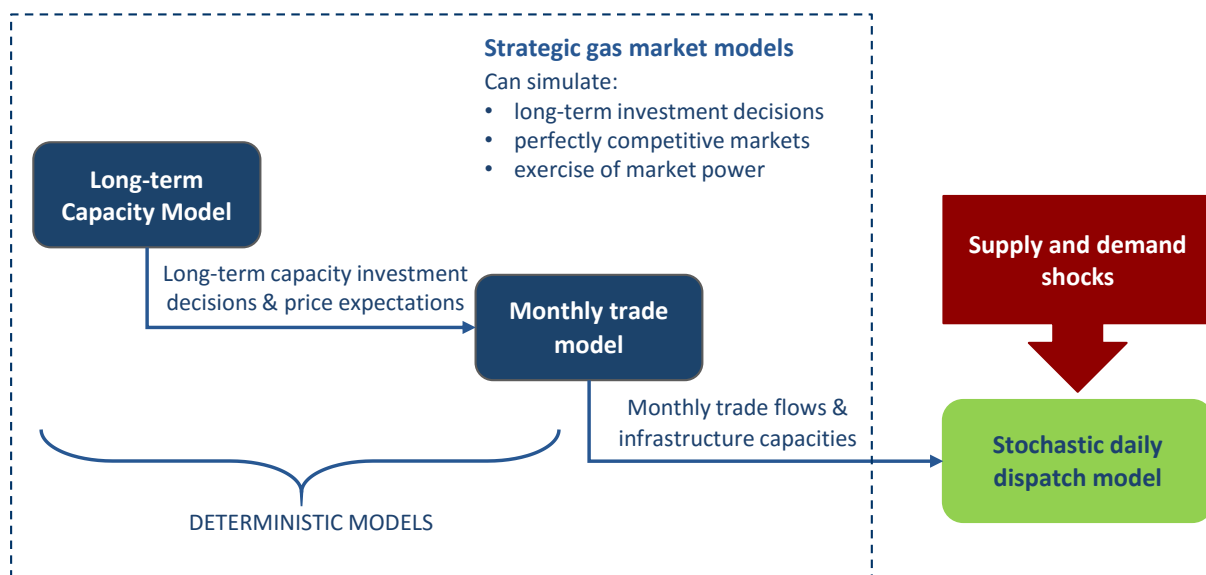 Strategic gas market models
Can simulate:
• long-term investment decisions
• perfectly competitive markets
• exercise of market power
Long-term
Capacity Model
Long-term capacity investment
decisions & price expectations
Monthly trade
model
Supply and demand
shocks
Monthly trade flows &
infrastructure capacities
Stochastic daily
dispatch model
DETERMINISTIC MODELS